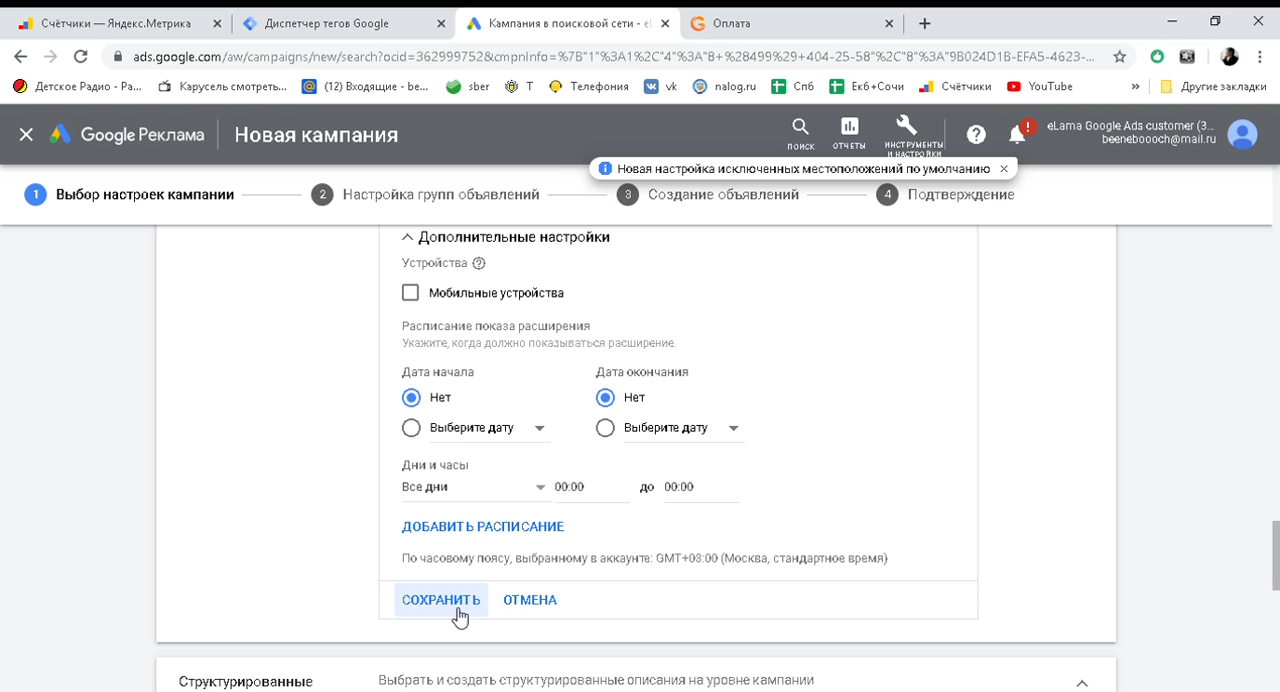 Счётчики — Яндекс.Метрика
Диспетчер тегов Google
Кампания в поисковой сети - eL
Оплата
ads.google.com/aw/campaigns/new/search?ocid=362999752&cmpnInfo=%7B"1"%3A1%2C"4"%3A"8+%28499%29+404-25-58"%2C"8"%3A"9B024D1B-EFA5-4623-...
Детское Радио - Ра...
Карусель смотреть...
(12) Входящие - be...
Sber
T
Телефония
vk
nalog.ru
Спб
Екб+Сочи
Счётчики
YouTube
»
Другие закладки
Google Реклама
Новая кампания
ПОИСК
ОТЧЕТЫ
ИНСТРУМЕНТЫ
И НАСТРОЙКИ
eLama Google Ads customer (3...
beeneboooch@mail.ru
Новая настройка исключенных местоположений по умолчанию
1 Выбор настроек кампании
2 Настройка групп объявлений
3 Создание объявлений
4 Подтверждение
Дополнительные настройки
Устройства
Мобильные устройства
Расписание показа расширения
Укажите, когда должно показываться расширение.
Дата начала
Дата окончания
Нет
Нет
Выберите дату
Выберите дату
Дни и часы
Все дни 00:00 до 00:00
ДОБАВИТЬ РАСПИСАНИЕ
По часовому поясу, выбранному в аккаунте: GMT+03:00 (Москва, стандартное время)
СОХРАНИТЬ ОТМЕНА
Структурированные
Выбрать и создать структурированные описания на уровне кампании